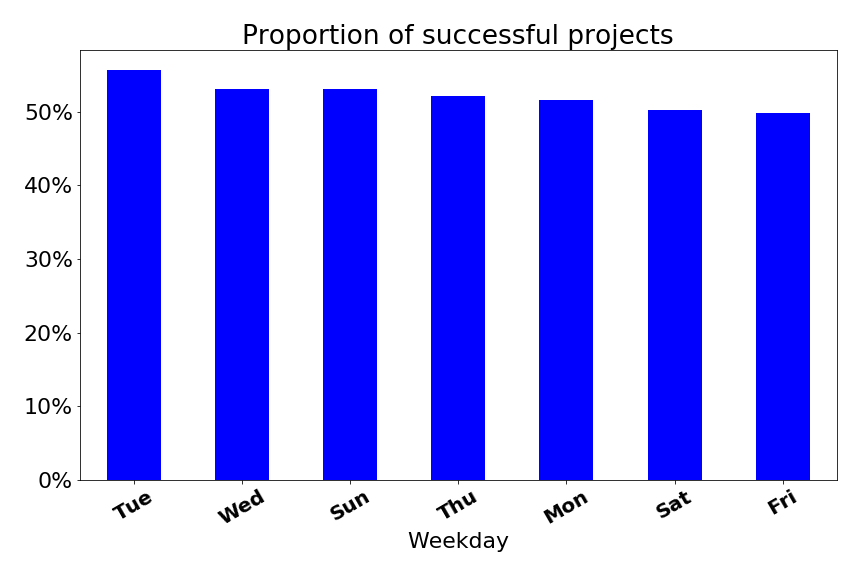 Proportion of successful projects
50%
40%
30%
20%
10%
0%
Tue Wed Sun Thu Mon Sat Fri
Weekday